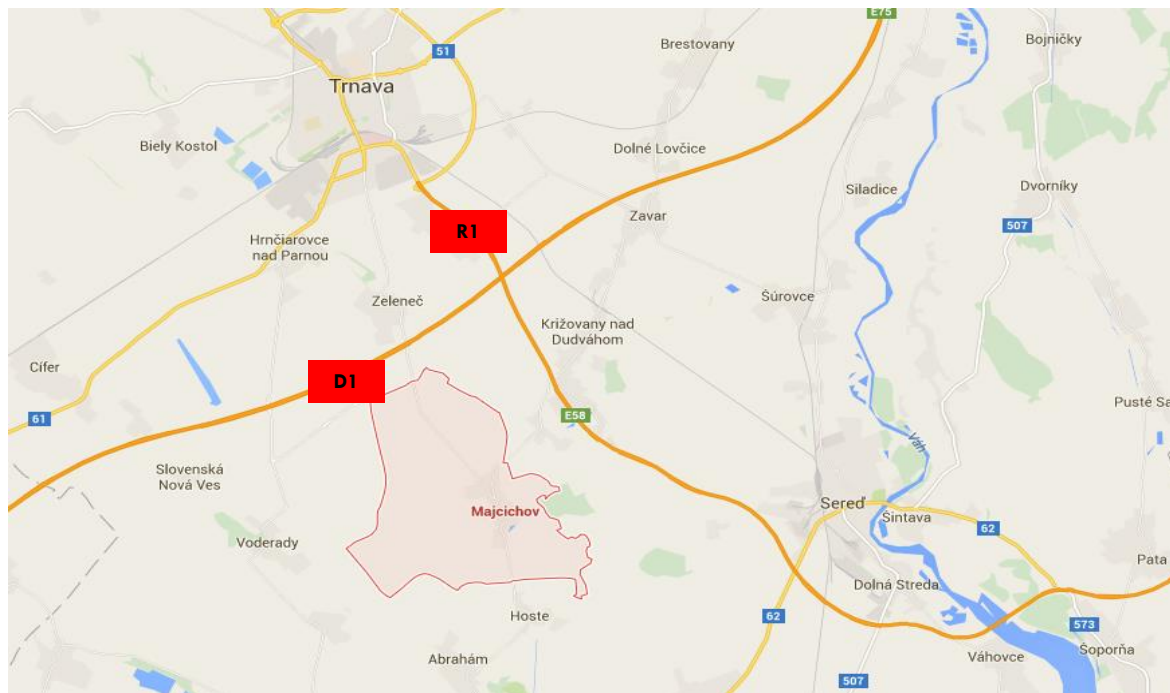 E75
Brestovany
Bojničky
51
Trnava
Biely Kostol
Dolné Lovčice
Siladice
Dvorníky
Zavar
507
R1
Hrnčiarovce
nad Parnou
Zeleneč
Šúrovce
Križovany nad
Dudváhom
Cífer
D1
Pusté Sa
61
E58
Váh
Slovenská
Nová Ves
Majcichov
Sereď
Šintava
62
Voderady
Pata
Dolná Streda
Hoste
62
573
Šoporňa
Abrahám
Váhovce
507